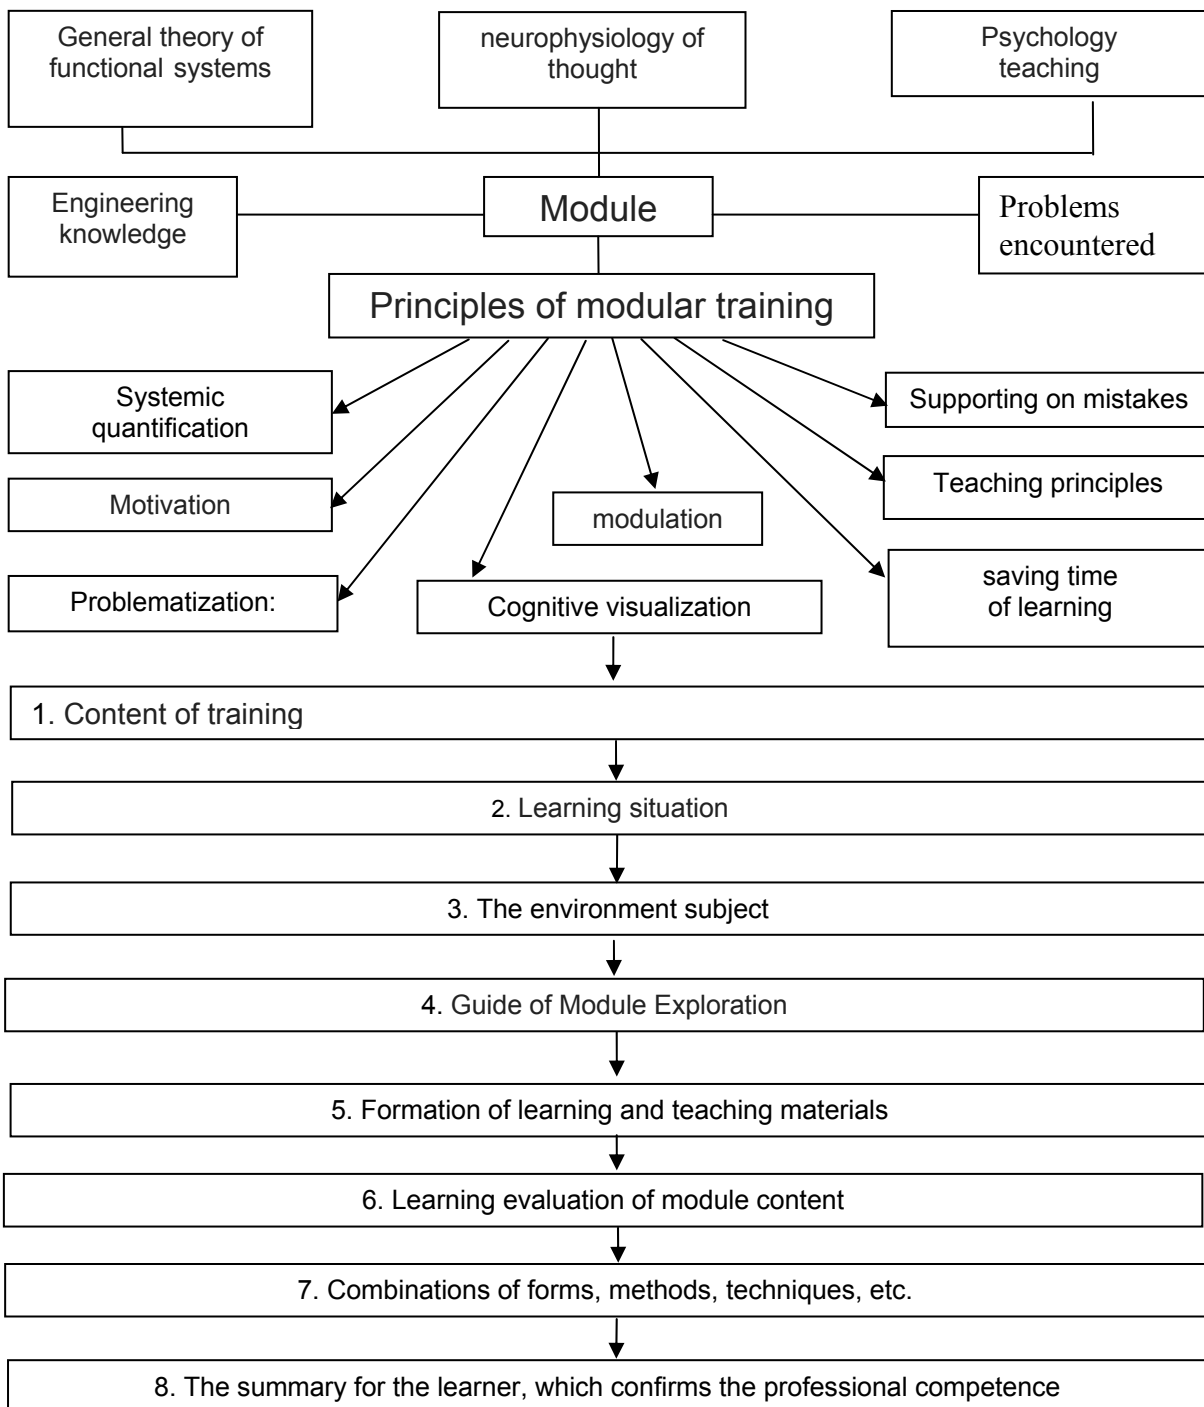 General theory of
functional systems
neurophysiology of
thought
Psychology
teaching
Engineering
knowledge
Module
Problems
encountered
Principles of modular training
Systemic
quantification
Supporting on mistakes
Motivation
Teaching principles
modulation
Problematization:
Cognitive visualization
saving time
of learning
1. Content of training
2. Learning situation
3. The environment subject
4. Guide of Module Exploration
5. Formation of learning and teaching materials
6. Learning evaluation of module content
7. Combinations of forms, methods, techniques, etc.
8. The summary for the learner, which confirms the professional competence